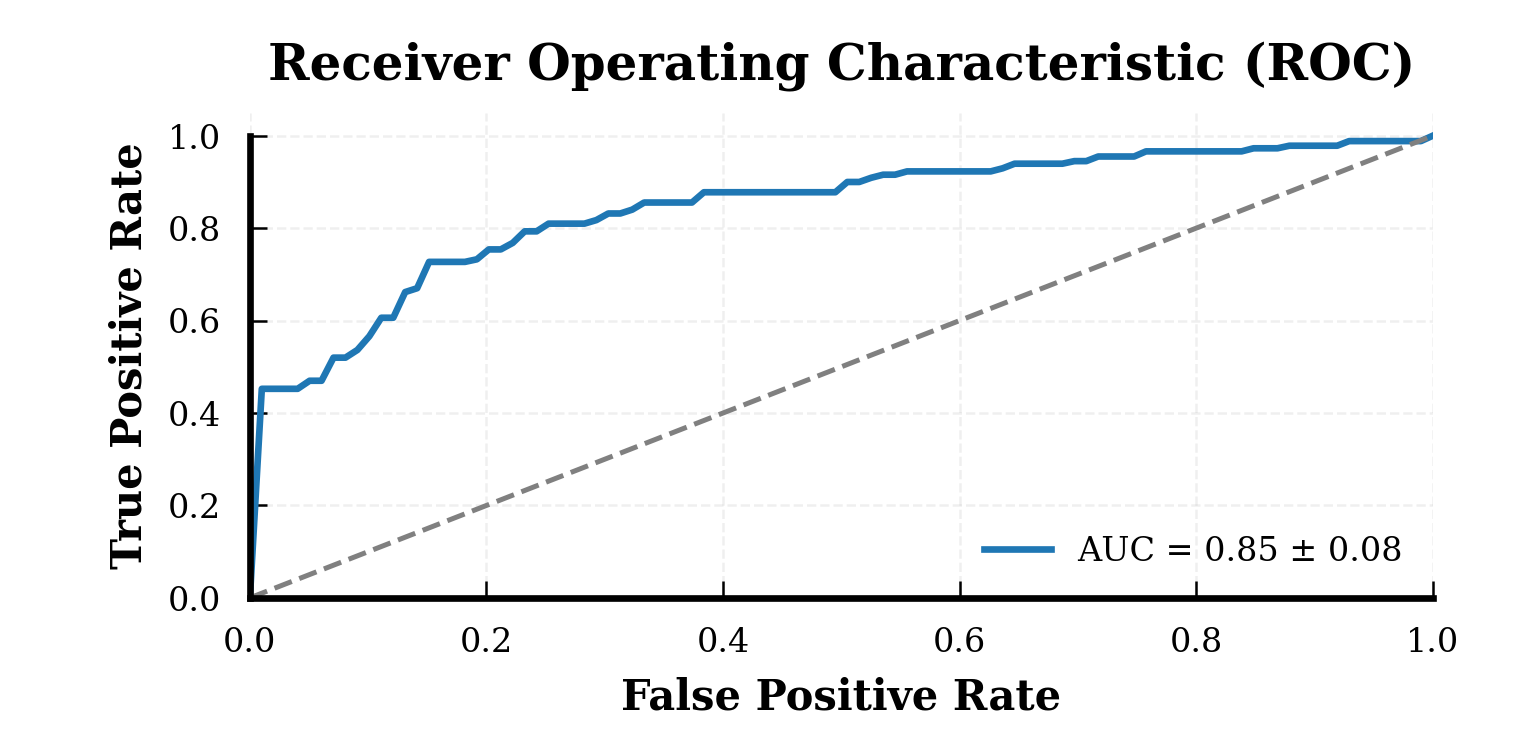 Receiver Operating Characteristic (ROC)
True Positive Rate
1.0
0.8
0.6
0.4
0.2
0.0
AUC = 0.85 ± 0.08
0.0 0.2 0.4 0.6 0.8 1.0
False Positive Rate